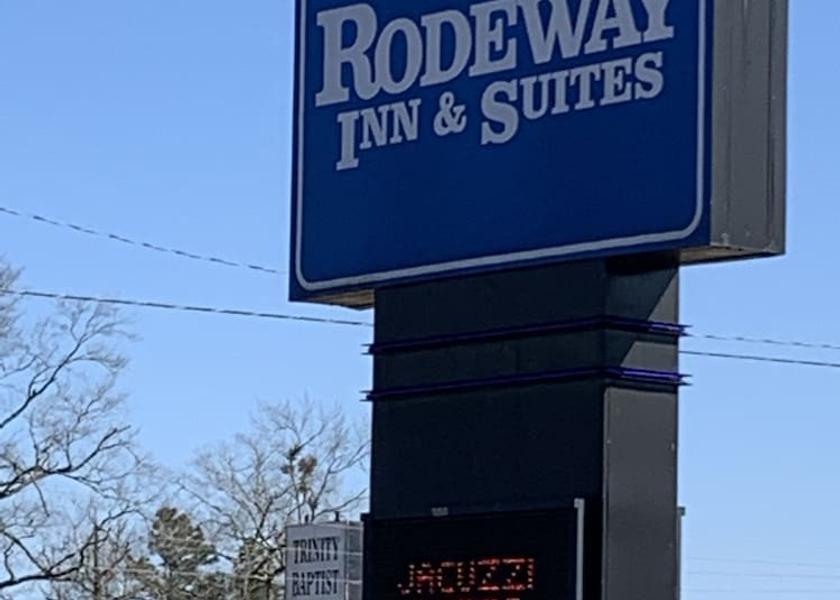 RODEWAY
INN & SUITES
TRINITY
BAPTIST
JACUZZI